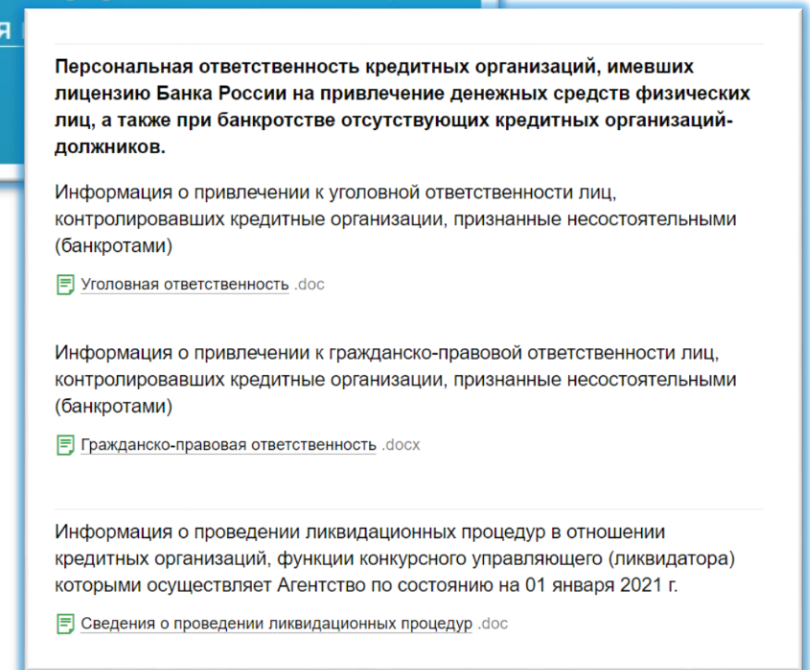 я
Персональная ответственность кредитных организаций, имевших
лицензию Банка России на привлечение денежных средств физических
лиц, а также при банкротстве отсутствующих кредитных организаций-
должников.
Информация о привлечении к уголовной ответственности лиц,
контролировавших кредитные организации, признанные несостоятельными
(банкротами)
Уголовная ответственность .doc
Информация о привлечении к гражданско-правовой ответственности лиц,
контролировавших кредитные организации, признанные несостоятельными
(банкротами)
Гражданско-правовая ответственность .docx
Информация о проведении ликвидационных процедур в отношении
кредитных организаций, функции конкурсного управляющего (ликвидатора)
которыми осуществляет Агентство по состоянию на 01 января 2021 г.
Сведения о проведении ликвидационных процедур .doc